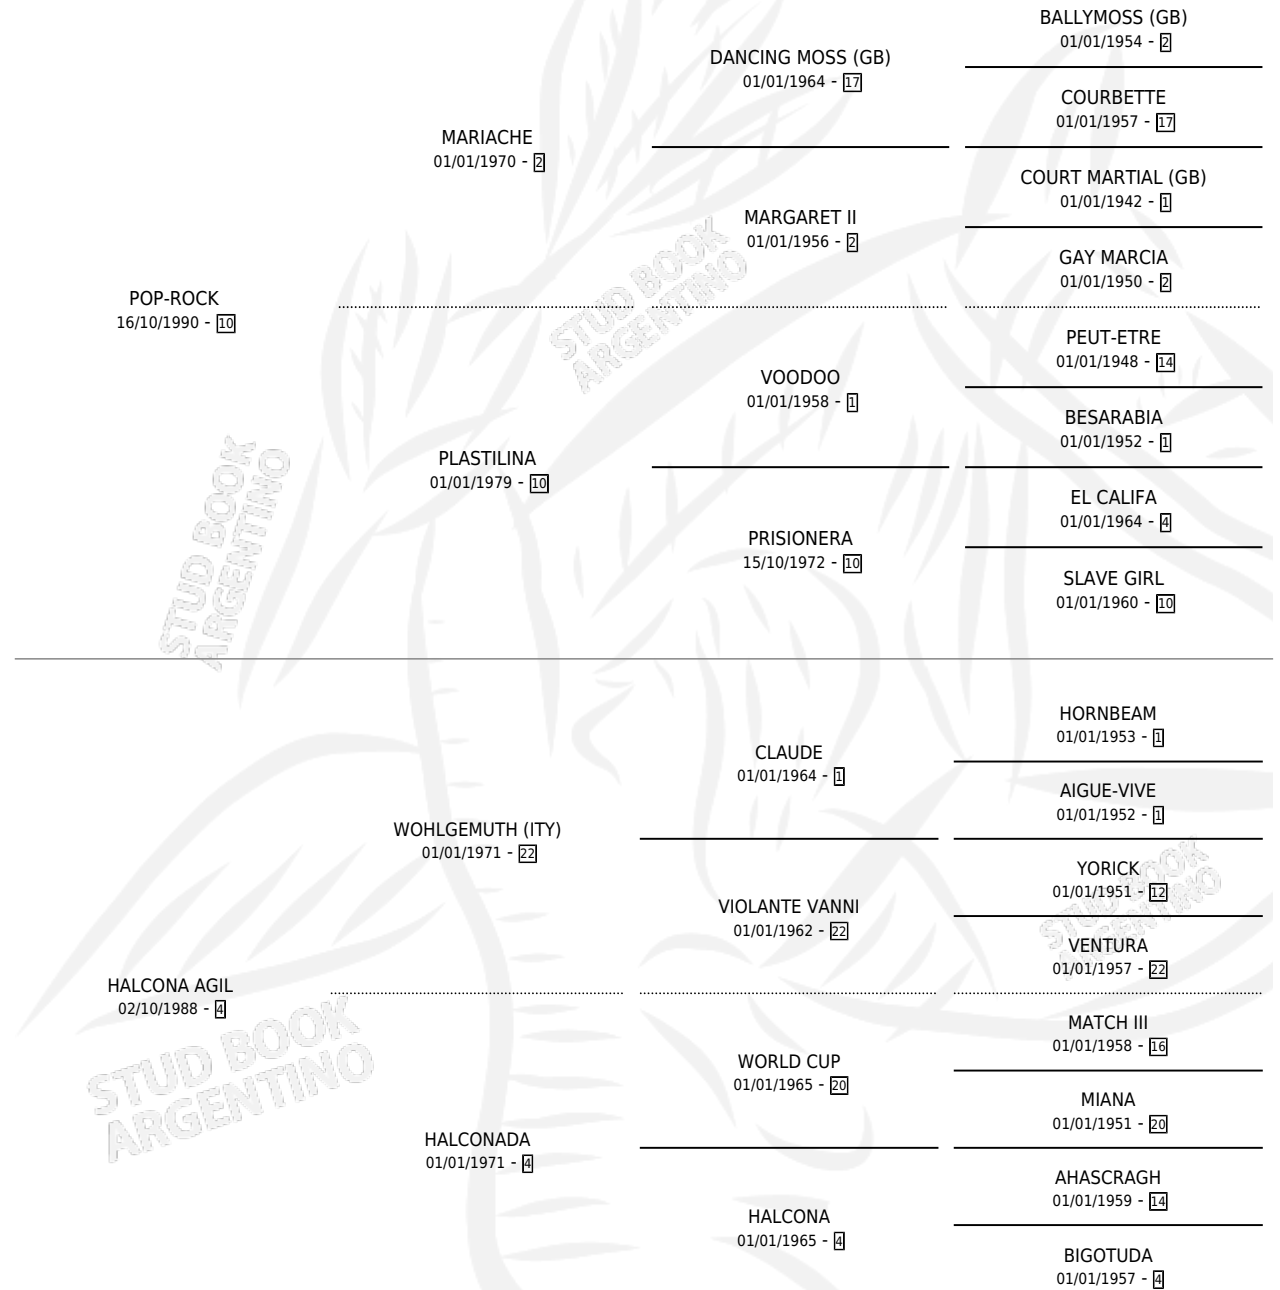 BALLYMOSS (GB)
01/01/1954 - 2
DANCING MOSS (GB)
01/01/1964 - 17
COURBETTE
01/01/1957 - 17
MARIACHE
01/01/1970 - 2
COURT MARTIAL (GB)
01/01/1942 - 1
MARGARET II
01/01/1956 - 2
GAY MARCIA
01/01/1950 - 2
POP-ROCK
16/10/1990 - 10
PEUT-ETRE
01/01/1948 - 14
VOODOO
01/01/1958 - 1
BESARABIA
01/01/1952 - 1
PLASTILINA
01/01/1979 - 10
EL CALIFA
01/01/1964 - 4
PRISIONERA
15/10/1972 - 10
SLAVE GIRL
01/01/1960 - 10
HORNBEAM
01/01/1953 - 1
CLAUDE
01/01/1964 - 1
AIGUE-VIVE
01/01/1952 - 1
WOHLGEMUTH (ITY)
01/01/1971 - 22
YORICK
01/01/1951 - 12
VIOLANTE VANNI
01/01/1962 - 22
VENTURA
01/01/1957 - 22
HALCONA AGIL
02/10/1988 - 4
MATCH III
01/01/1958 - 16
WORLD CUP
01/01/1965 - 20
MIANA
01/01/1951 - 20
HALCONADA
01/01/1971 - 4
AHASCRAGH
01/01/1959 - 14
HALCONA
01/01/1965 - 4
BIGOTUDA
01/01/1957 - 4
STUD BOOK
ARGENTINO
STUD BOOK
ARGENTINO
STUD BOOK
ARGENTINO
STUD BOOK
ARGENTINO